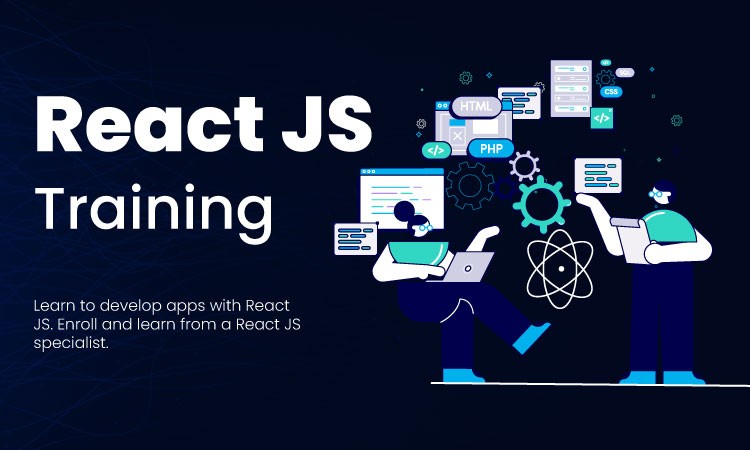 React JS
Training
Learn to develop apps with React
JS. Enroll and learn from a React JS
specialist.
HTML
</>
PHP
</>
SQL
CSS
</>